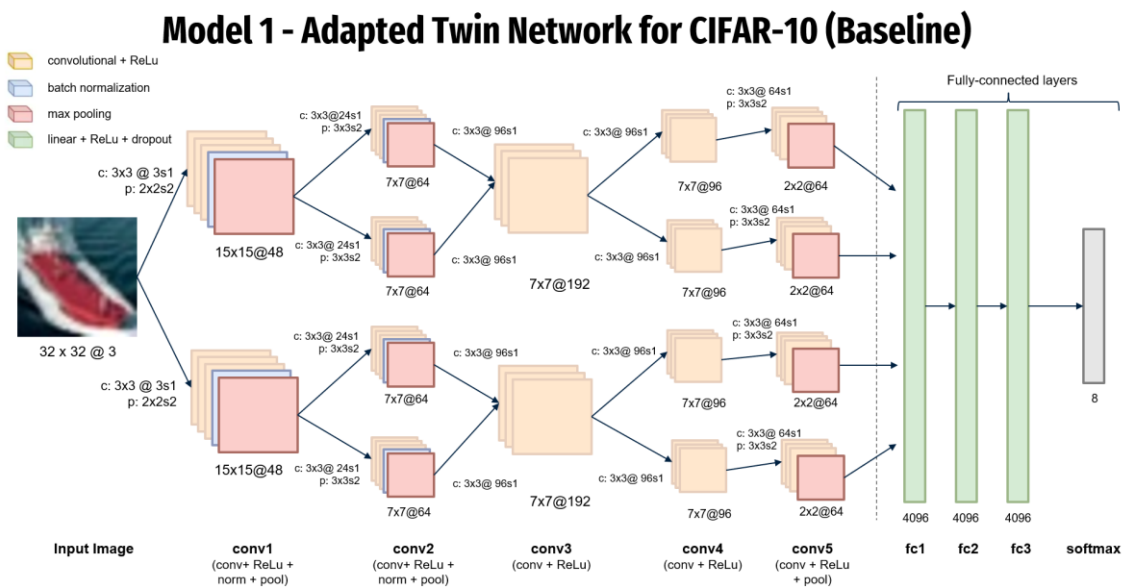 Model 1 - Adapted Twin Network for CIFAR-10 (Baseline)
convolutional + ReLu
batch normalization
max pooling
linear + ReLu + dropout
c: 3x3 @ 3s1
p: 2x2s2
15x15@48
c: 3x3@24s1
p: 3x3s2
7x7@64
c: 3x3@ 24s1
p: 3x3s2
7x7@64
c: 3x3@ 96s1
c: 3x3@ 96s1
7x7@192
c: 3x3@ 96s1
7x7@96
c: 3x3@ 96s1
7x7@96
c: 3x3@ 64s1
p: 3x3s2
2x2@64
c: 3x3@ 64s1
p: 3x3s2
2x2@64
32 x 32 @ 3
c: 3x3 @ 3s1
p: 2x2s2
15x15@48
c: 3x3@ 24s1
p: 3x3s2
7x7@64
c: 3x3@ 24s1
p: 3x3s2
7x7@64
c: 3x3@ 96s1
c: 3x3@ 96s1
7x7@192
c: 3x3@ 96s1
7x7@96
c: 3x3@ 96s1
7x7@96
c: 3x3@ 64s1
p: 3x3s2
2x2@64
c: 3x3@ 64s1
p: 3x3s2
2x2@64
Fully-connected layers
4096
4096
4096
8
Input Image
conv1
(conv+ ReLu +
norm + pool)
conv2
(conv+ ReLu +
norm + pool)
conv3
(conv + ReLu)
conv4
(conv + ReLu)
conv5
(conv + ReLu
+ pool)
fc1
fc2
fc3
softmax